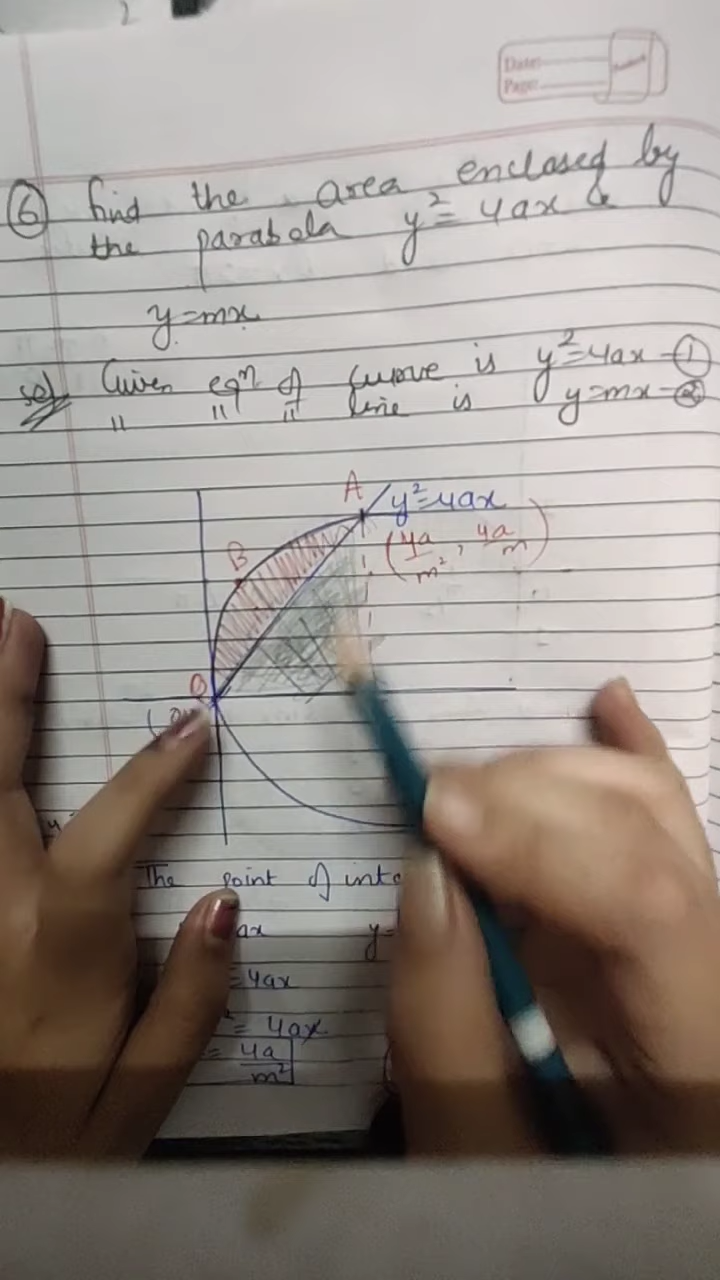 2
Date:
Page:
⑥ find the area enclosed by
the parabola y²=4ax &
y=mx
sol Given eqⁿ of curve is y²=4ax -①
" " " line is y=mx-②
A y²=4ax
B (4a/m², 4a/m)
O
The point of
ax y=
=4ax
= 4ax
= 4a/m²